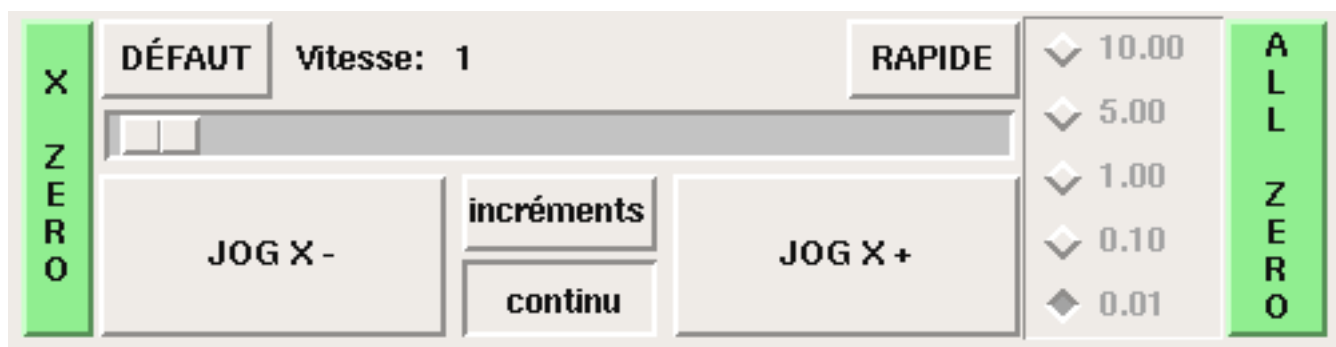 X ZERO
DÉFAUT
Vitesse: 1
RAPIDE
JOG X -
incréments
continu
JOG X +
10.00
5.00
1.00
0.10
0.01
ALL ZERO